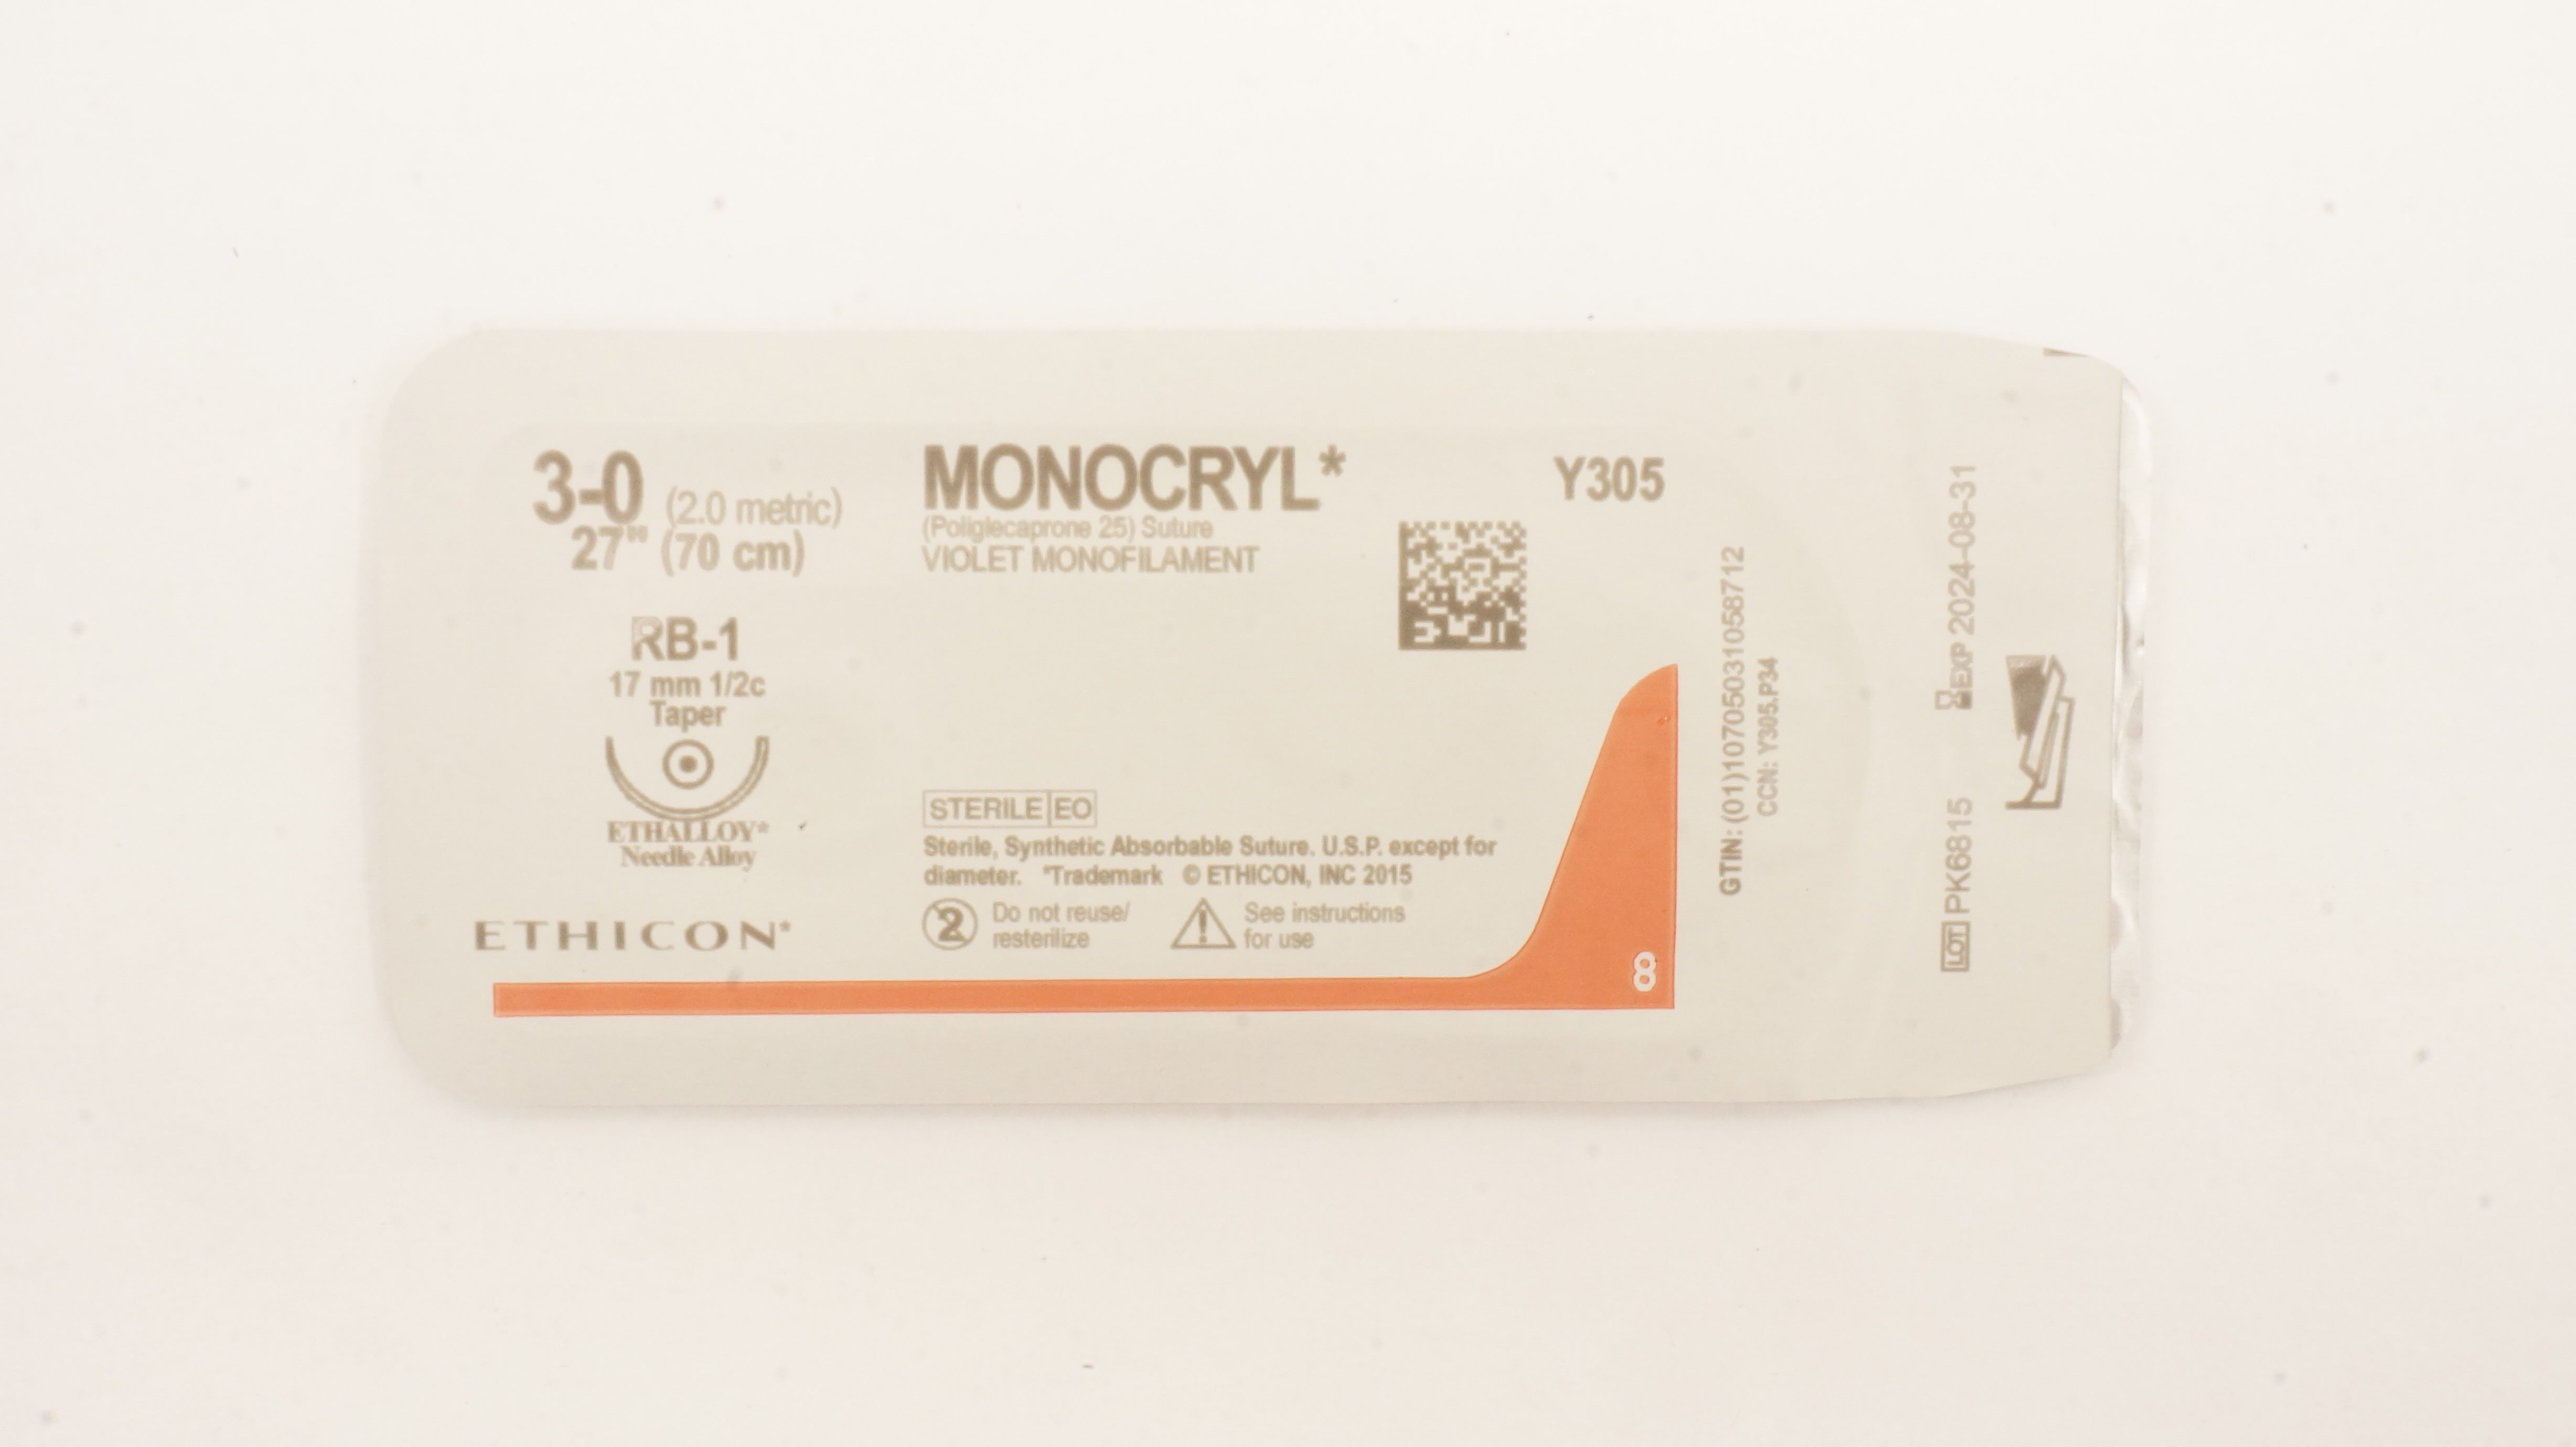 3-0 (2.0 metric)
27" (70 cm)
RB-1
17 mm 1/2c
Taper
ETHALLOY*
Needle Alloy
ETHICON*
MONOCRYL*
(Poliglecaprone 25) Suture
VIOLET MONOFILAMENT
STERILE EO
Sterile, Synthetic Absorbable Suture. U.S.P. except for
diameter. *Trademark © ETHICON, INC 2015
2 Do not reuse/
resterilize
! See instructions
for use
Y305
8
GTIN: (01)10705031058712
CCN: Y305.P34
EXP 2024-08-31
LOT PK6815